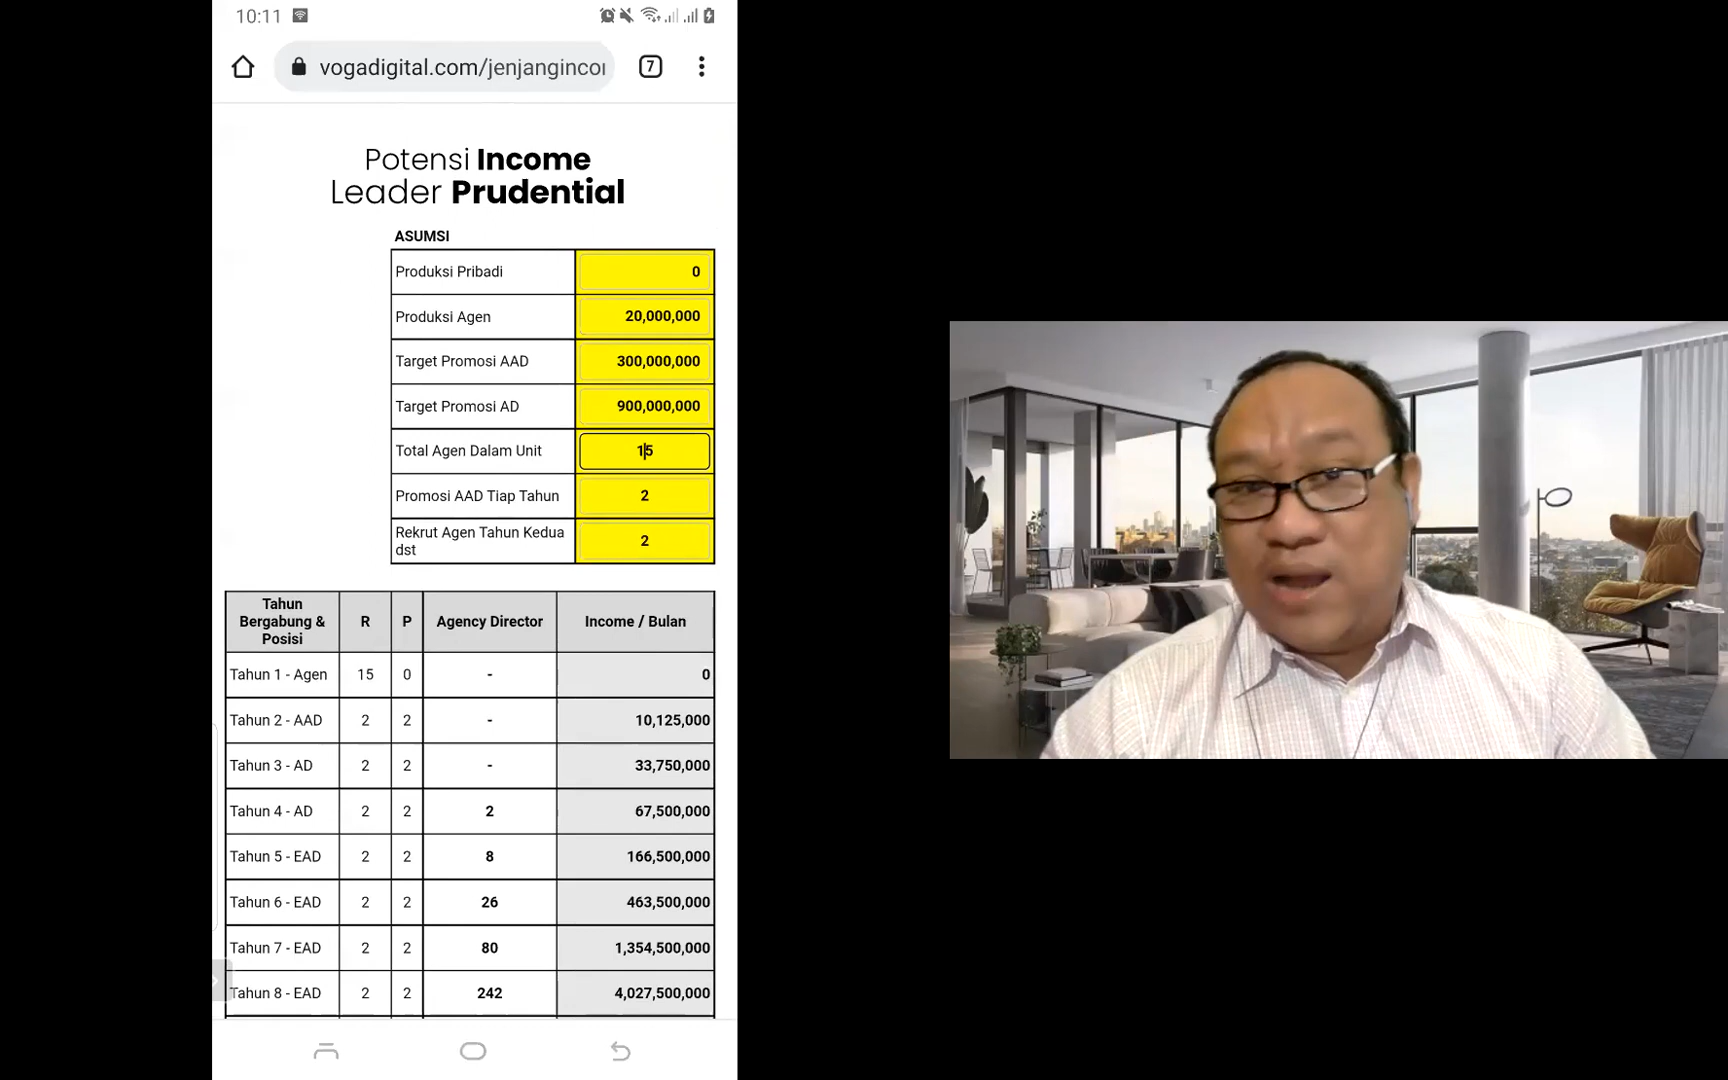 10:11
vogadigital.com/jenjanginco
7
Potensi Income
Leader Prudential
ASUMSI
Produksi Pribadi 0
Produksi Agen 20,000,000
Target Promosi AAD 300,000,000
Target Promosi AD 900,000,000
Total Agen Dalam Unit 15
Promosi AAD Tiap Tahun 2
Rekrut Agen Tahun Kedua
dst 2
Tahun
Bergabung &
Posisi R P Agency Director Income / Bulan
Tahun 1 - Agen 15 0 - 0
Tahun 2 - AAD 2 2 - 10,125,000
Tahun 3 - AD 2 2 - 33,750,000
Tahun 4 - AD 2 2 2 67,500,000
Tahun 5 - EAD 2 2 8 166,500,000
Tahun 6 - EAD 2 2 26 463,500,000
Tahun 7 - EAD 2 2 80 1,354,500,000
Tahun 8 - EAD 2 2 242 4,027,500,000